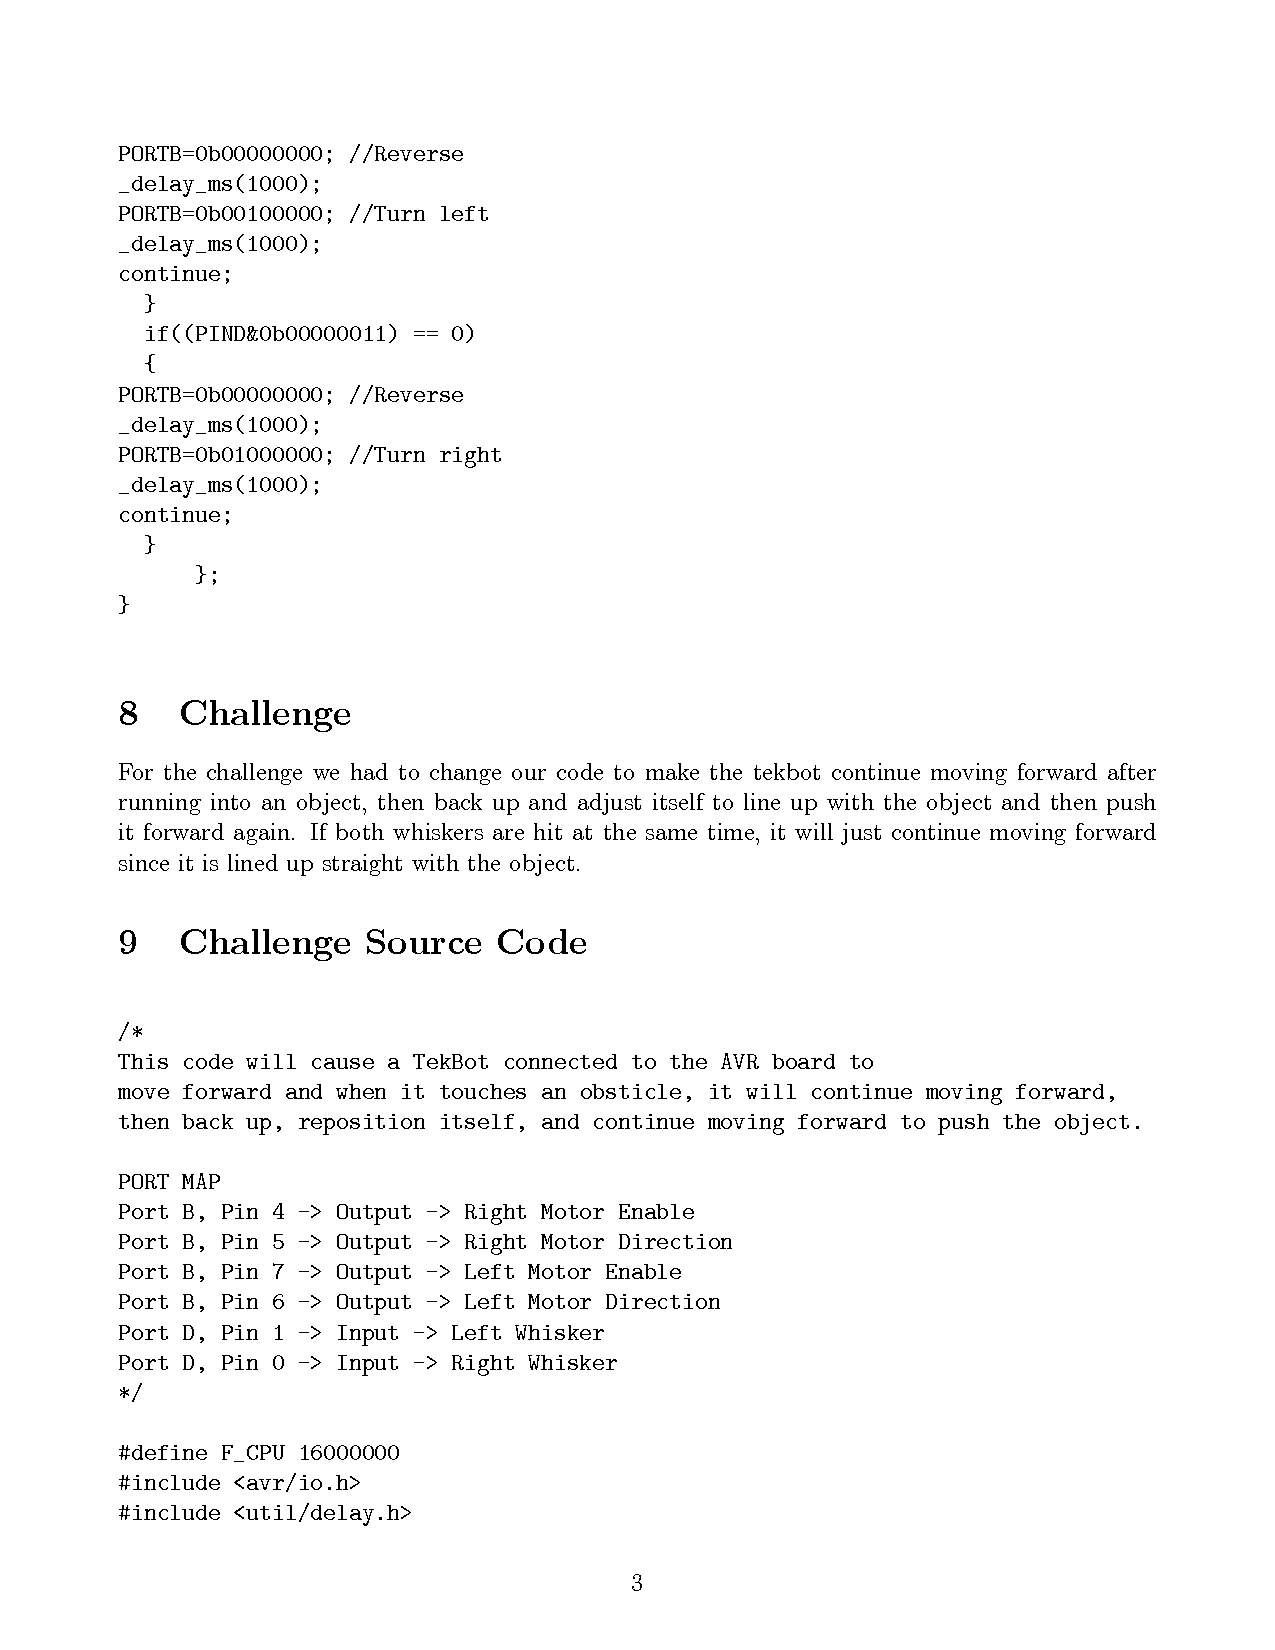 PORTB=0b00000000; //Reverse
_delay_ms(1000);
PORTB=0b00100000; //Turn left
_delay_ms(1000);
continue;
}
if((PIND&0b00000011) == 0)
{
PORTB=0b00000000; //Reverse
_delay_ms(1000);
PORTB=0b01000000; //Turn right
_delay_ms(1000);
continue;
}
};
}
8 Challenge
For the challenge we had to change our code to make the tekbot continue moving forward after
running into an object, then back up and adjust itself to line up with the object and then push
it forward again. If both whiskers are hit at the same time, it will just continue moving forward
since it is lined up straight with the object.
9 Challenge Source Code
/*
This code will cause a TekBot connected to the AVR board to
move forward and when it touches an obsticle, it will continue moving forward,
then back up, reposition itself, and continue moving forward to push the object.
PORT MAP
Port B, Pin 4 -> Output -> Right Motor Enable
Port B, Pin 5 -> Output -> Right Motor Direction
Port B, Pin 7 -> Output -> Left Motor Enable
Port B, Pin 6 -> Output -> Left Motor Direction
Port D, Pin 1 -> Input -> Left Whisker
Port D, Pin 0 -> Input -> Right Whisker
*/
#define F_CPU 16000000
#include <avr/io.h>
#include <util/delay.h>
3